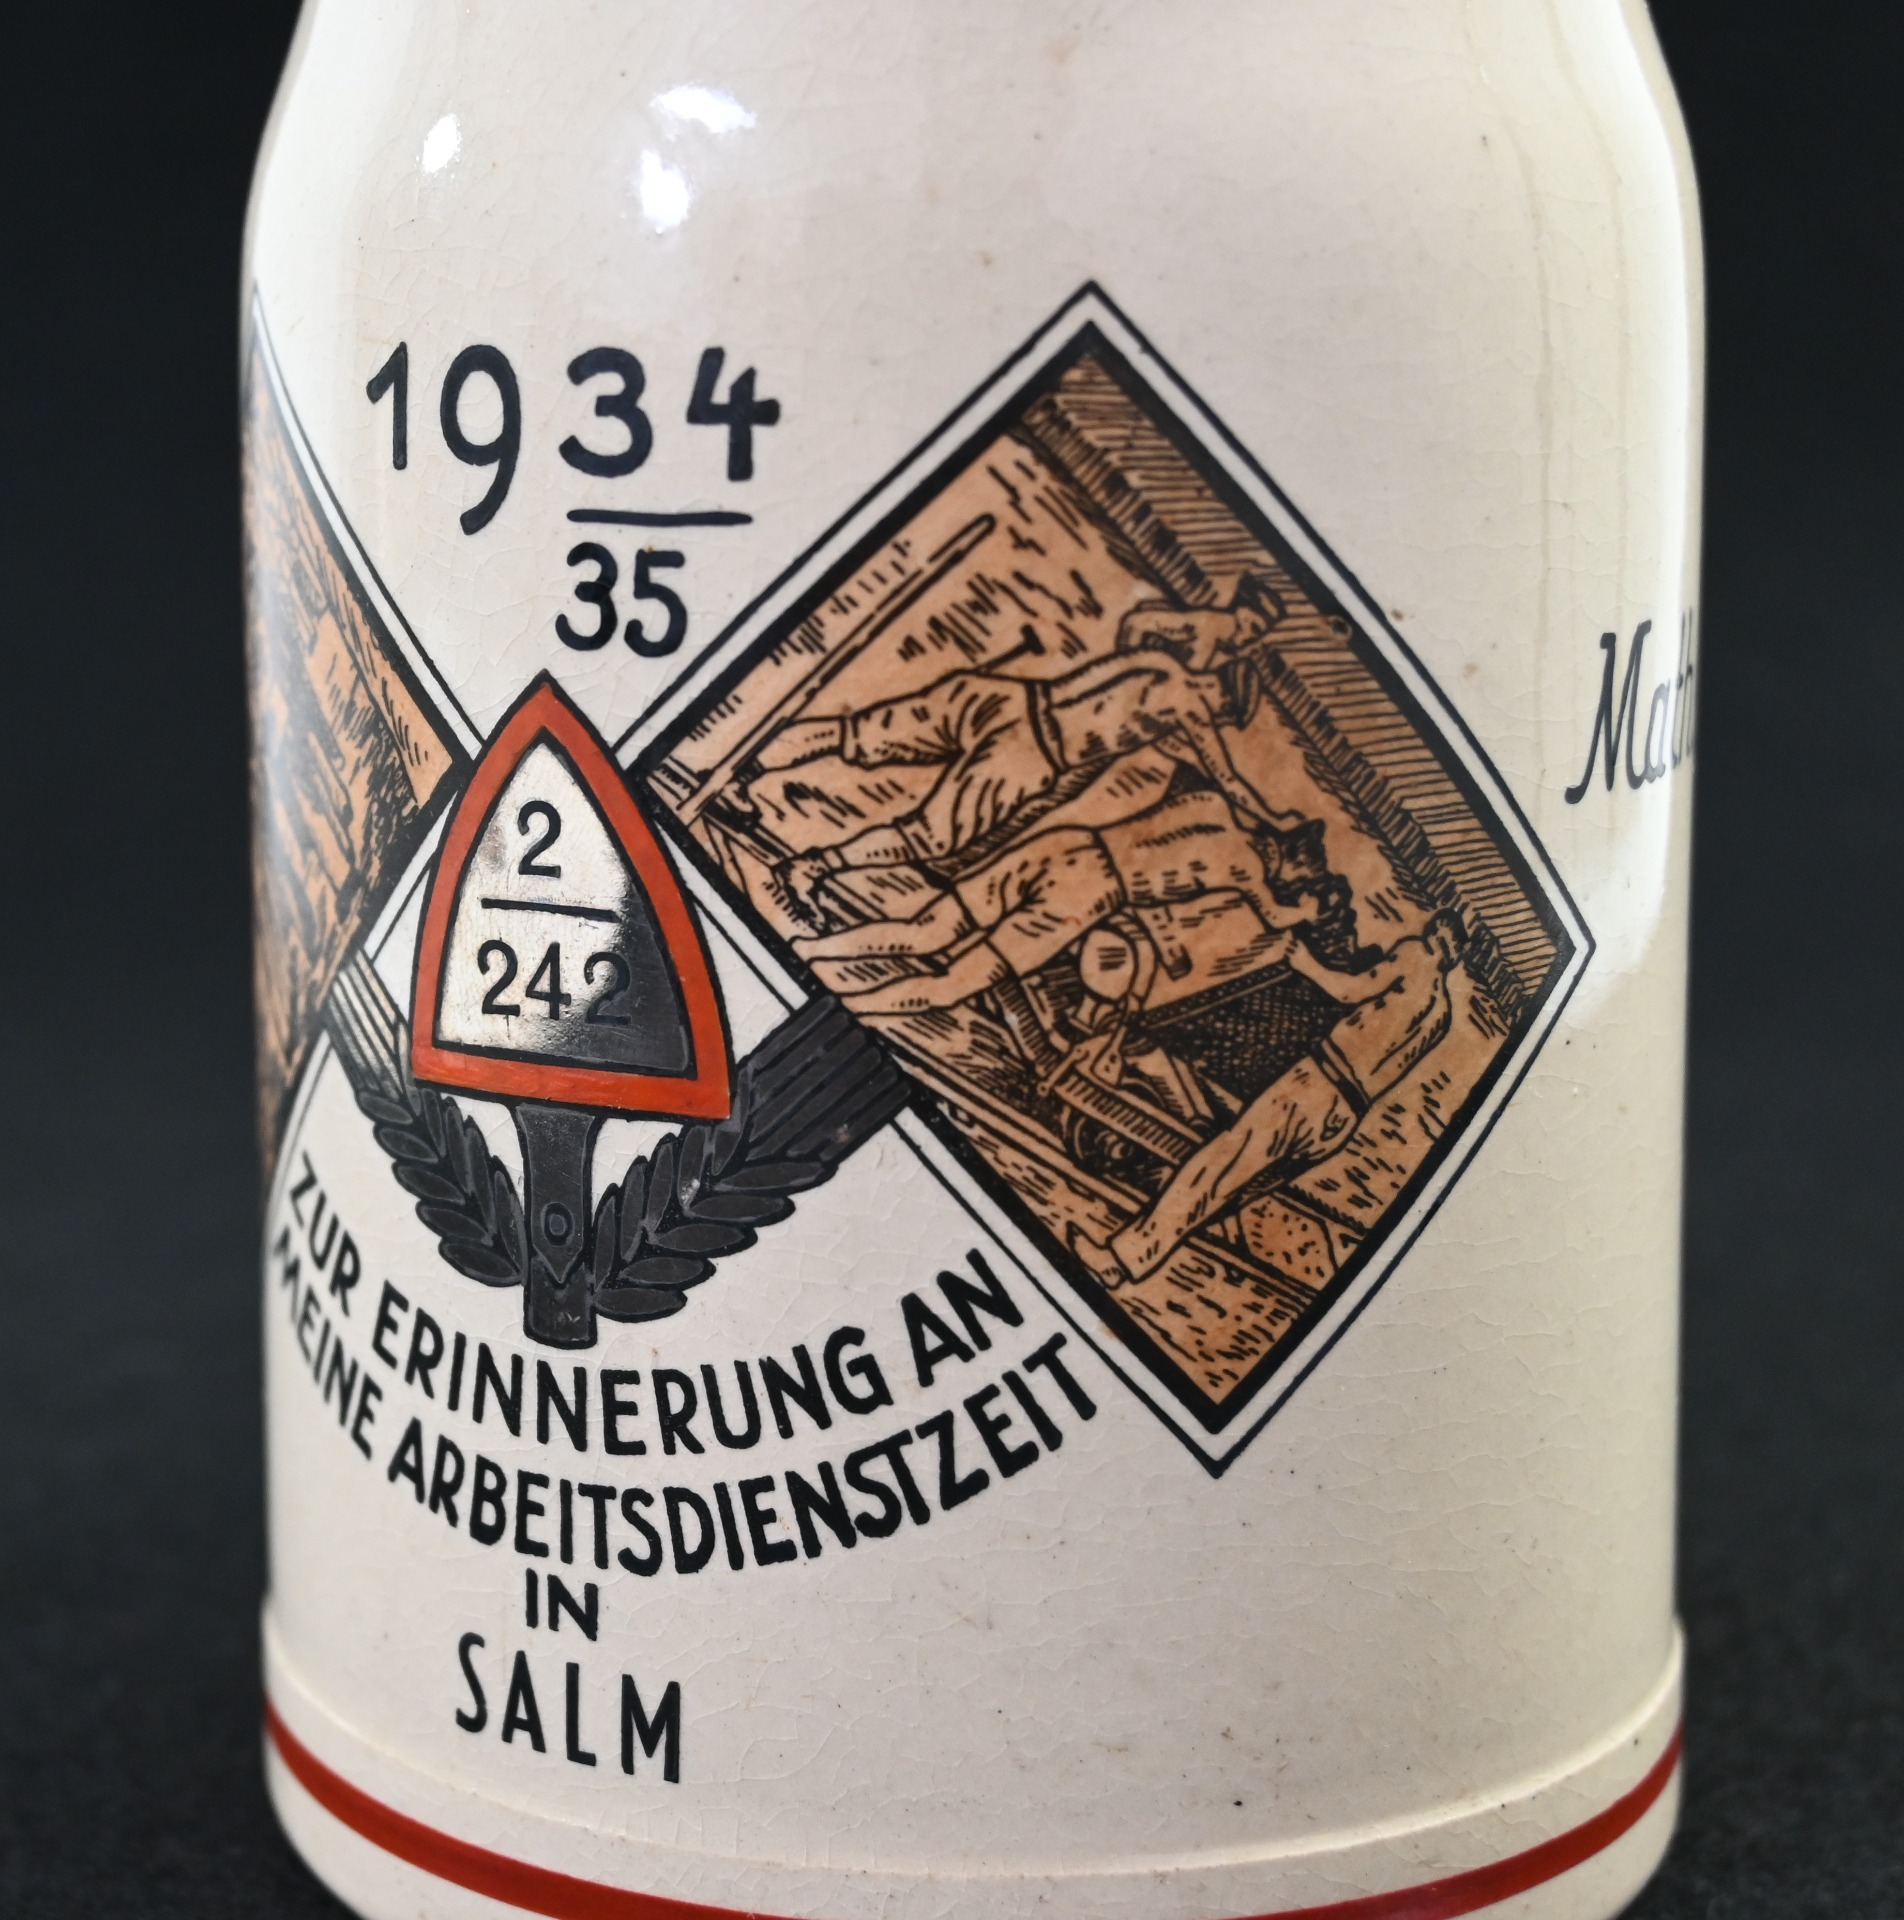 1934
35
2
242
ZUR ERINNERUNG AN
MEINE ARBEITSDIENSTZEIT
IN
SALM